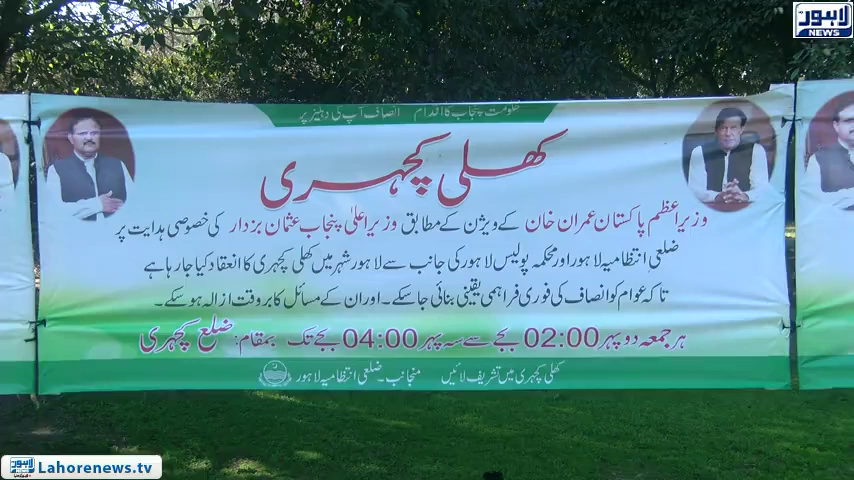 لاہور
NEWS
حکومت پنجاب کا اقدام انصاف آپ کی دہلیز پر
کھلی کچہری
وزیراعظم پاکستان عمران خان کے ویژن کے مطابق وزیراعلیٰ پنجاب عثمان بزدار کی خصوصی ہدایت پر
ضلعی انتظامیہ لاہور اور محکمہ پولیس لاہور کی جانب سے لاہور شہر میں کھلی کچہری کا انعقاد کیا جا رہا ہے
تاکہ عوام کو انصاف کی فوری فراہمی یقینی بنائی جا سکے۔ اور ان کے مسائل کا بروقت ازالہ ہو سکے۔
ہر جمعہ دوپہر 02:00 بجے سے سہ پہر 04:00 بجے تک بمقام: ضلع کچہری
کھلی کچہری میں تشریف لائیں منجانب۔ ضلعی انتظامیہ لاہور
Lahorenews.tv